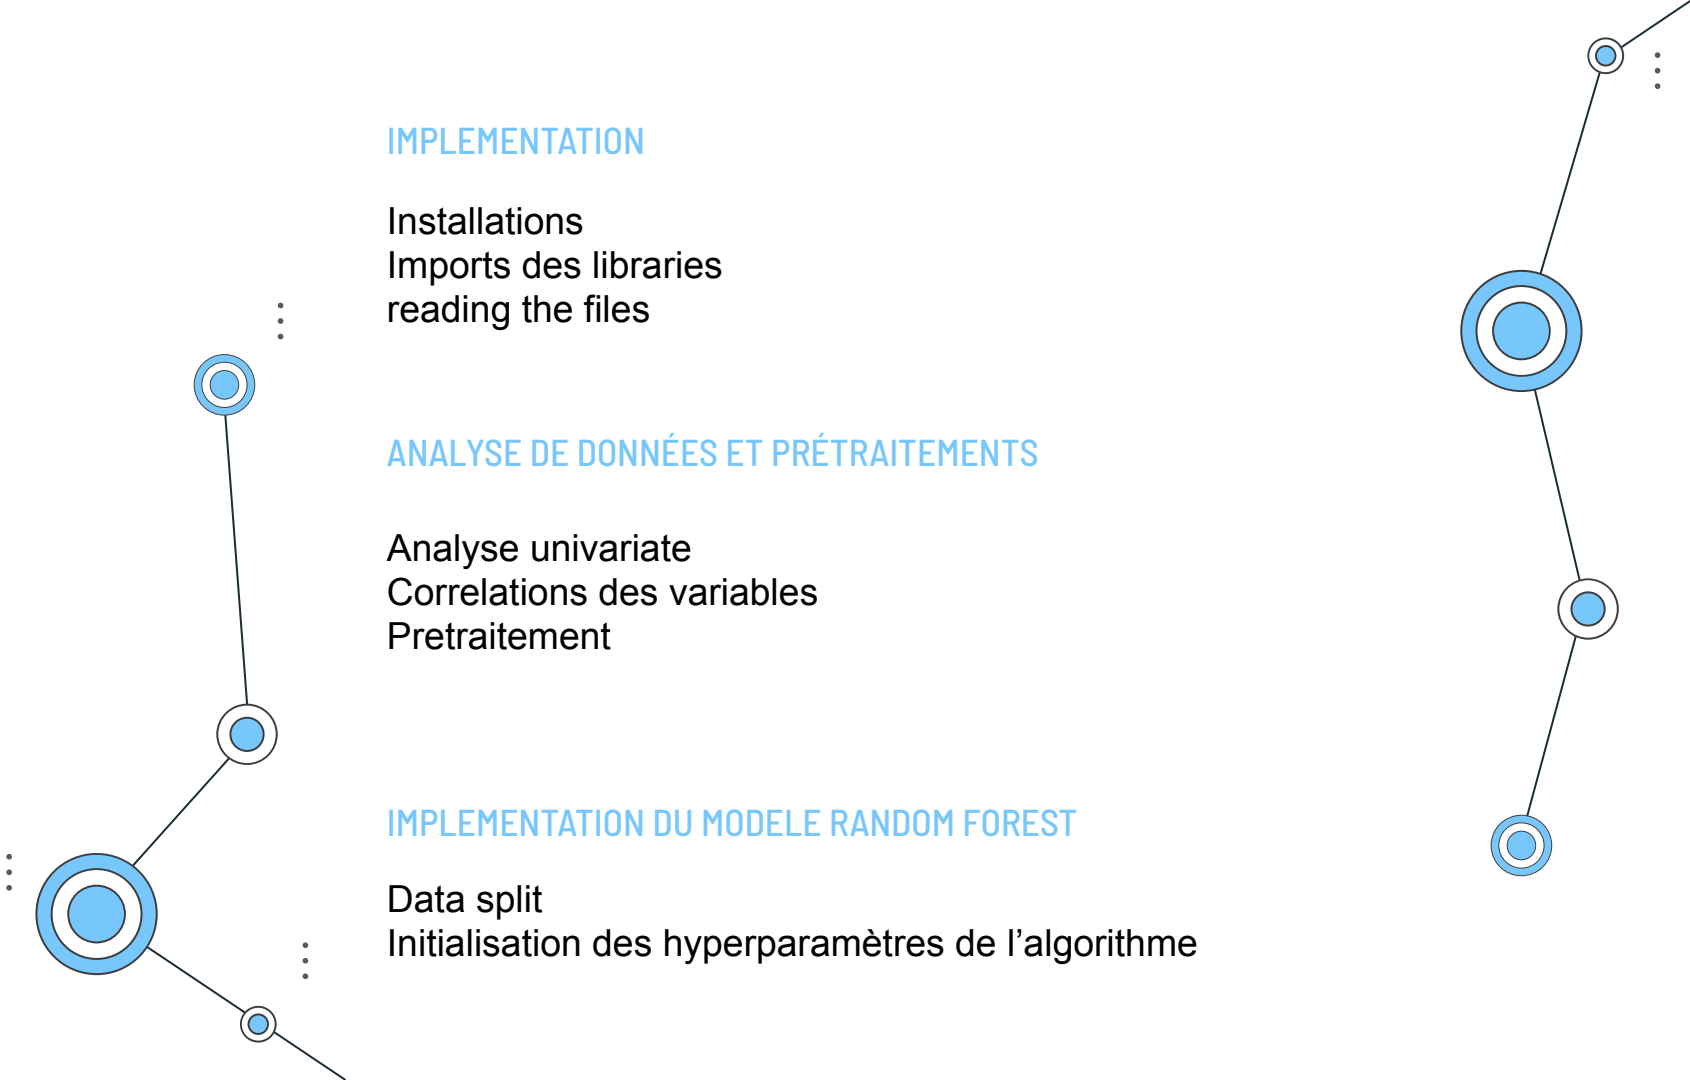 IMPLEMENTATION
Installations
Imports des libraries
reading the files
ANALYSE DE DONNÉES ET PRÉTRAITEMENTS
Analyse univariate
Correlations des variables
Pretraitement
IMPLEMENTATION DU MODELE RANDOM FOREST
Data split
Initialisation des hyperparamètres de l’algorithme